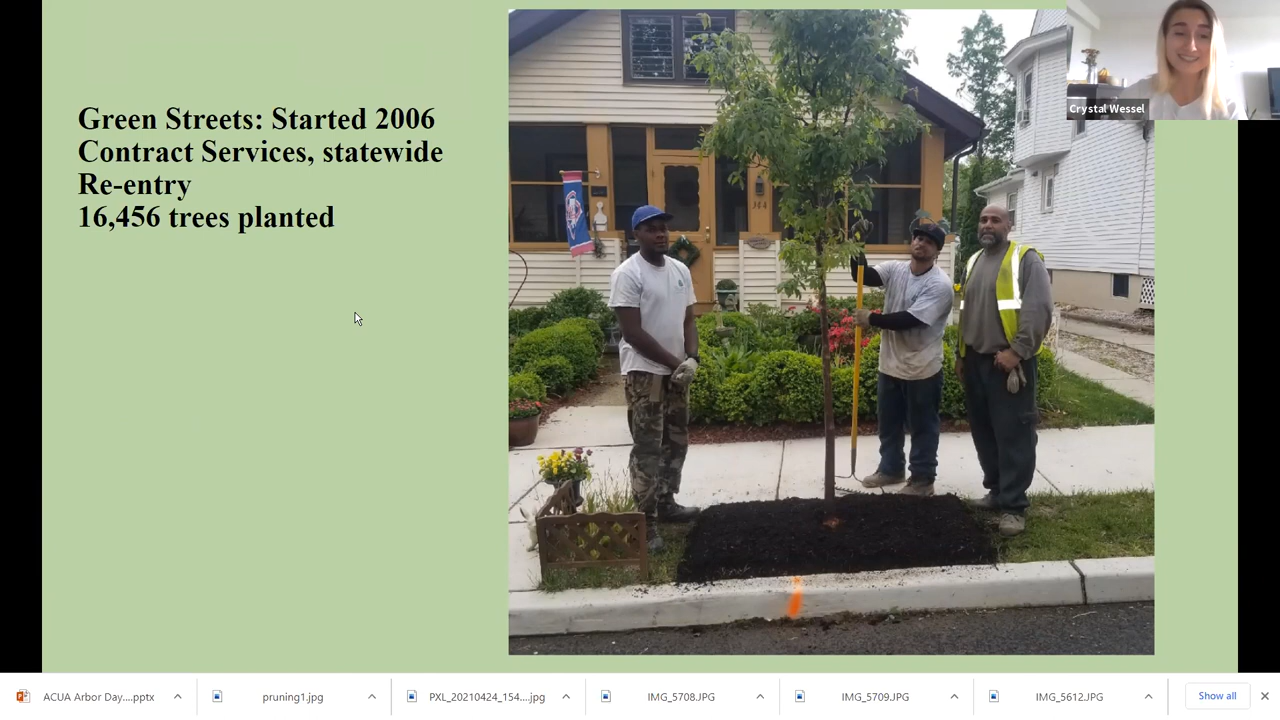 Green Streets: Started 2006
Contract Services, statewide
Re-entry
16,456 trees planted
Crystal Wessel
344
ACUA Arbor Day....pptx
pruning1.jpg
PXL_20210424_154....jpg
IMG_5708.JPG
IMG_5709.JPG
IMG_5612.JPG
Show all